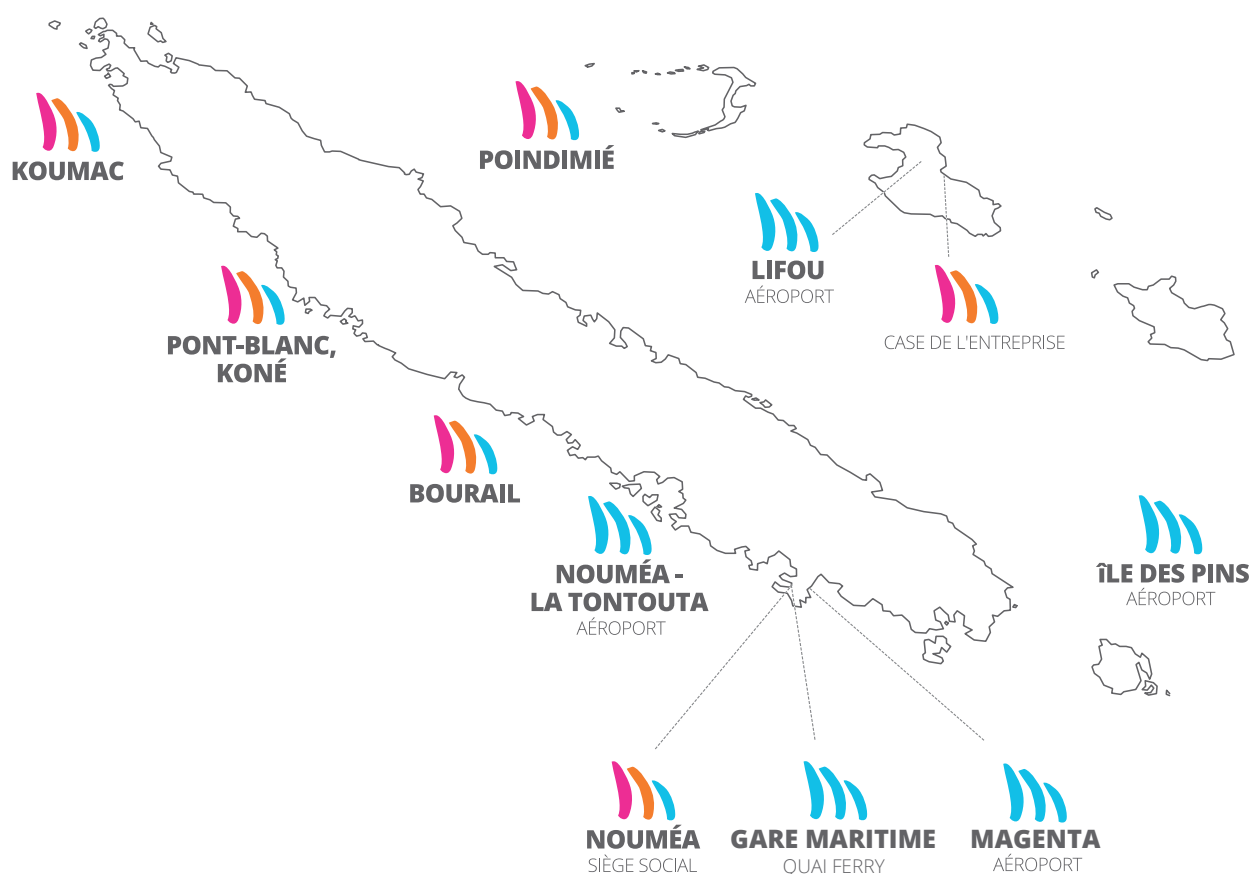 POINDIMIÉ
KOUMAC
LIFOU
AÉROPORT
CASE DE L'ENTREPRISE
PONT-BLANC,
KONÉ
BOURAIL
NOUMÉA -
LA TONTOUTA
AÉROPORT
îLE DES PINS
AÉROPORT
NOUMÉA
SIÈGE SOCIAL
GARE MARITIME
QUAI FERRY
MAGENTA
AÉROPORT